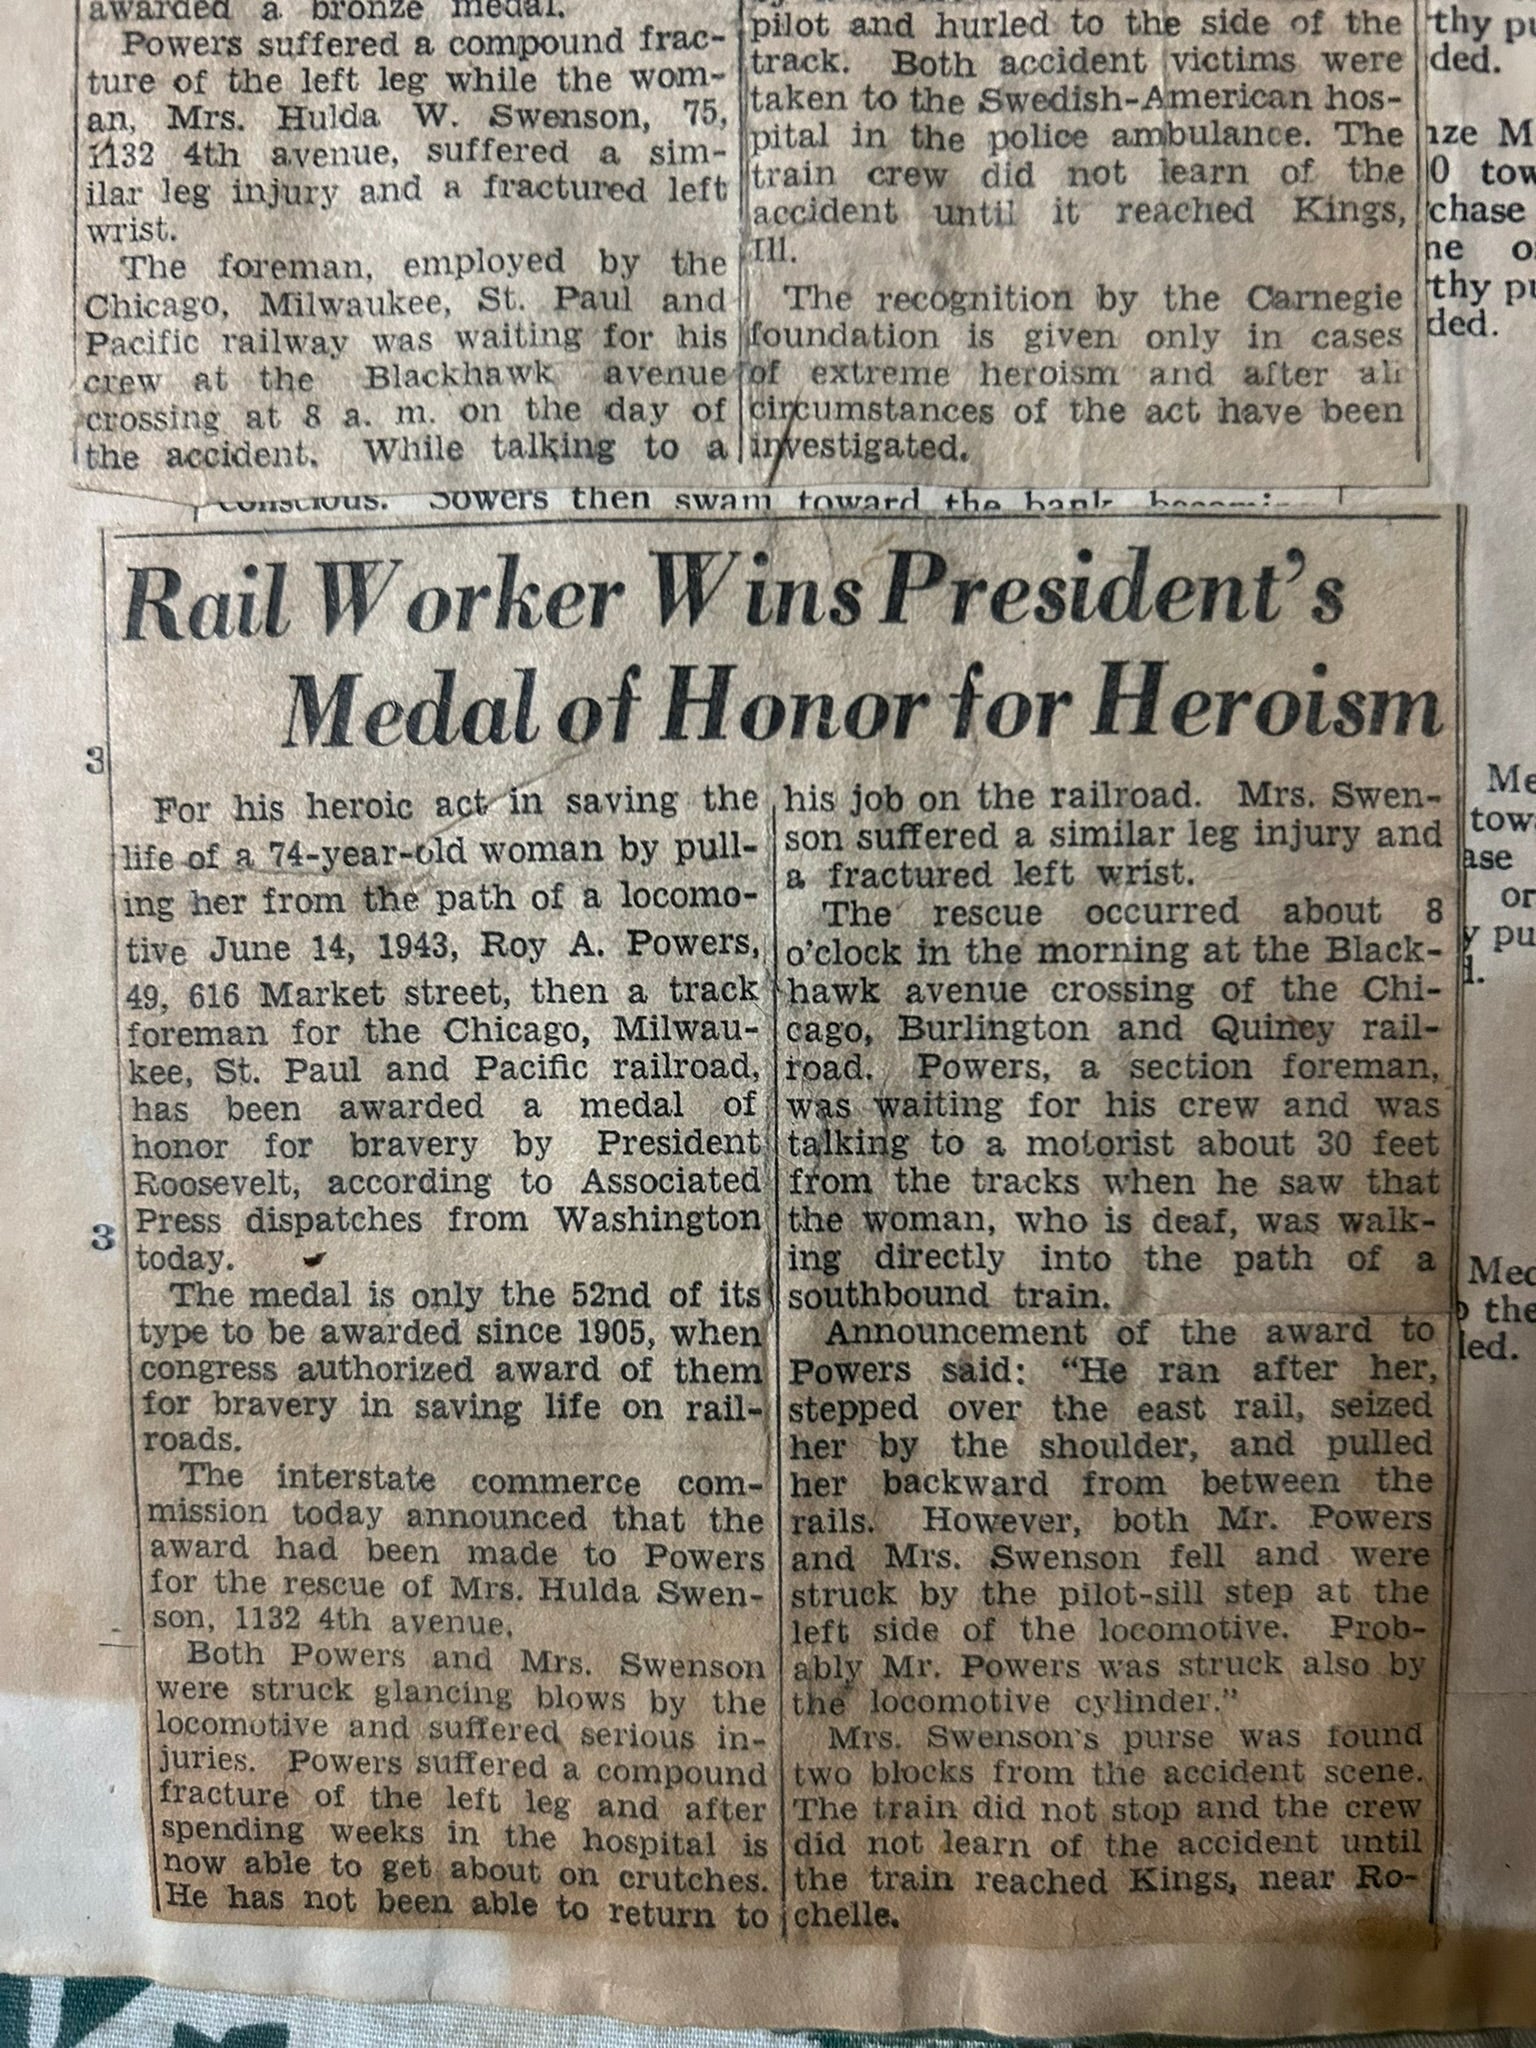 awarded a bronze medal.
Powers suffered a compound frac-
ture of the left leg while the wom-
an, Mrs. Hulda W. Swenson, 75,
1132 4th avenue, suffered a sim-
ilar leg injury and a fractured left
wrist.
The foreman, employed by the
Chicago, Milwaukee, St. Paul and
Pacific railway was waiting for his
crew at the Blackhawk avenue
crossing at 8 a. m. on the day of
the accident. While talking to a
pilot and hurled to the side of the
track. Both accident victims were
taken to the Swedish-American hos-
pital in the police ambulance. The
train crew did not learn of the
accident until it reached Kings,
Ill.
The recognition by the Carnegie
foundation is given only in cases
of extreme heroism and after all
circumstances of the act have been
investigated.
thy pu
ded.
nze M
0 tow
chase
ne o
thy pu
ded.
conscious. Sowers then swam toward the bank
Rail Worker Wins President's
Medal of Honor for Heroism
3
3
For his heroic act in saving the
life of a 74-year-old woman by pull-
ing her from the path of a locomo-
tive June 14, 1943, Roy A. Powers,
49, 616 Market street, then a track
foreman for the Chicago, Milwau-
kee, St. Paul and Pacific railroad,
has been awarded a medal of
honor for bravery by President
Roosevelt, according to Associated
Press dispatches from Washington
today.
The medal is only the 52nd of its
type to be awarded since 1905, when
congress authorized award of them
for bravery in saving life on rail-
roads.
The interstate commerce com-
mission today announced that the
award had been made to Powers
for the rescue of Mrs. Hulda Swen-
son, 1132 4th avenue.
Both Powers and Mrs. Swenson
were struck glancing blows by the
locomotive and suffered serious in-
juries. Powers suffered a compound
fracture of the left leg and after
spending weeks in the hospital is
now able to get about on crutches.
He has not been able to return to
his job on the railroad. Mrs. Swen-
son suffered a similar leg injury and
a fractured left wrist.
The rescue occurred about 8
o'clock in the morning at the Black-
hawk avenue crossing of the Chi-
cago, Burlington and Quincy rail-
road. Powers, a section foreman,
was waiting for his crew and was
talking to a motorist about 30 feet
from the tracks when he saw that
the woman, who is deaf, was walk-
ing directly into the path of a
southbound train.
Announcement of the award to
Powers said: "He ran after her,
stepped over the east rail, seized
her by the shoulder, and pulled
her backward from between the
rails. However, both Mr. Powers
and Mrs. Swenson fell and were
struck by the pilot-sill step at the
left side of the locomotive. Prob-
ably Mr. Powers was struck also by
the locomotive cylinder."
Mrs. Swenson's purse was found
two blocks from the accident scene.
The train did not stop and the crew
did not learn of the accident until
the train reached Kings, near Ro-
chelle.
Me
tow
ase
or
y pu
d.
Med
the
led.